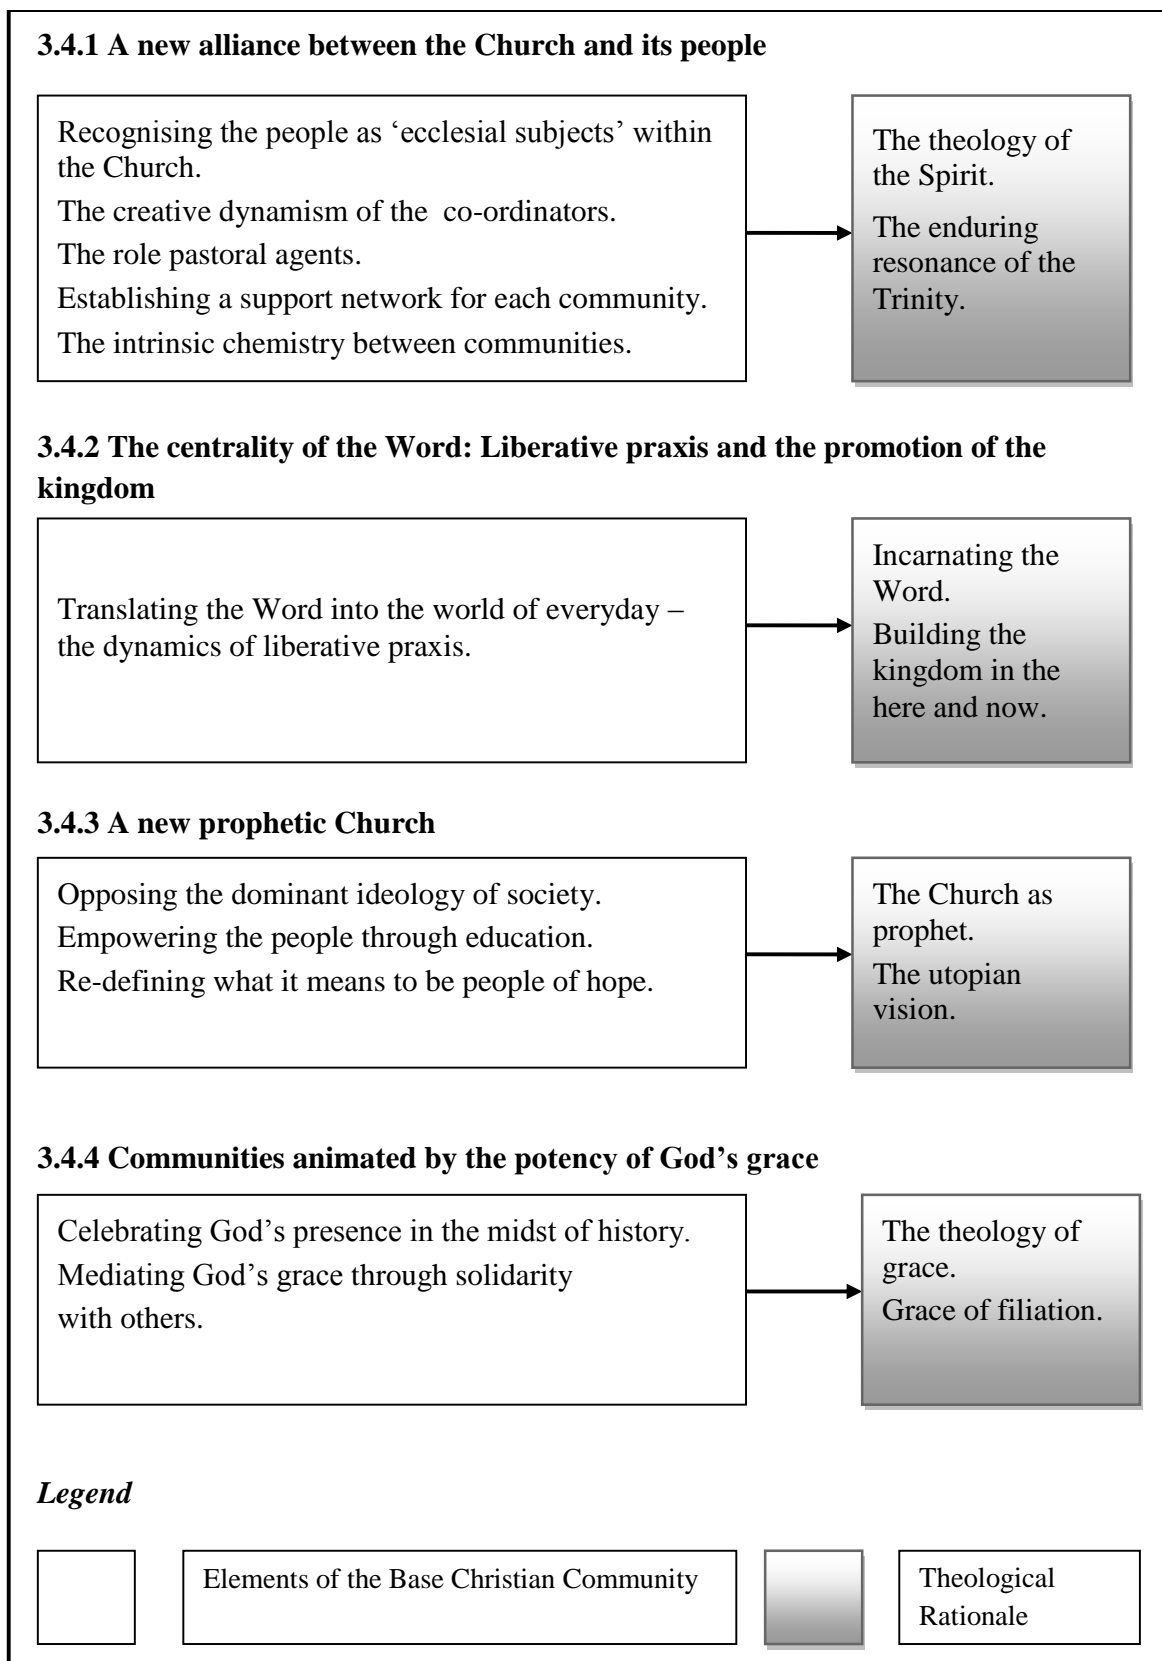 3.4.1 A new alliance between the Church and its people
Recognising the people as ‘ecclesial subjects’ within
the Church.
The creative dynamism of the co-ordinators.
The role pastoral agents.
Establishing a support network for each community.
The intrinsic chemistry between communities.
The theology of
the Spirit.
The enduring
resonance of the
Trinity.
3.4.2 The centrality of the Word: Liberative praxis and the promotion of the
kingdom
Translating the Word into the world of everyday –
the dynamics of liberative praxis.
Incarnating the
Word.
Building the
kingdom in the
here and now.
3.4.3 A new prophetic Church
Opposing the dominant ideology of society.
Empowering the people through education.
Re-defining what it means to be people of hope.
The Church as
prophet.
The utopian
vision.
3.4.4 Communities animated by the potency of God’s grace
Celebrating God’s presence in the midst of history.
Mediating God’s grace through solidarity
with others.
The theology of
grace.
Grace of filiation.
Legend
Elements of the Base Christian Community
Theological
Rationale